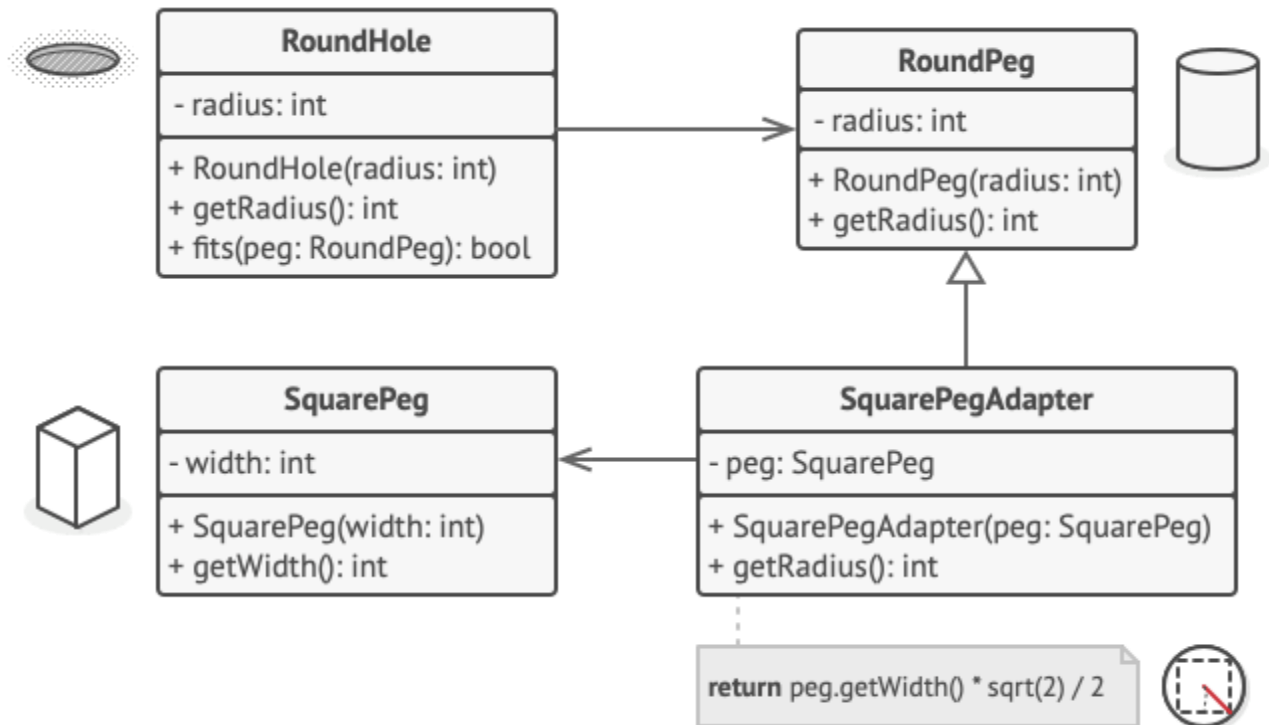 RoundHole
- radius: int
+ RoundHole(radius: int)
+ getRadius(): int
+ fits(peg: RoundPeg): bool
RoundPeg
- radius: int
+ RoundPeg(radius: int)
+ getRadius(): int
SquarePeg
- width: int
+ SquarePeg(width: int)
+ getWidth(): int
SquarePegAdapter
- peg: SquarePeg
+ SquarePegAdapter(peg: SquarePeg)
+ getRadius(): int
return peg.getWidth() * sqrt(2) / 2